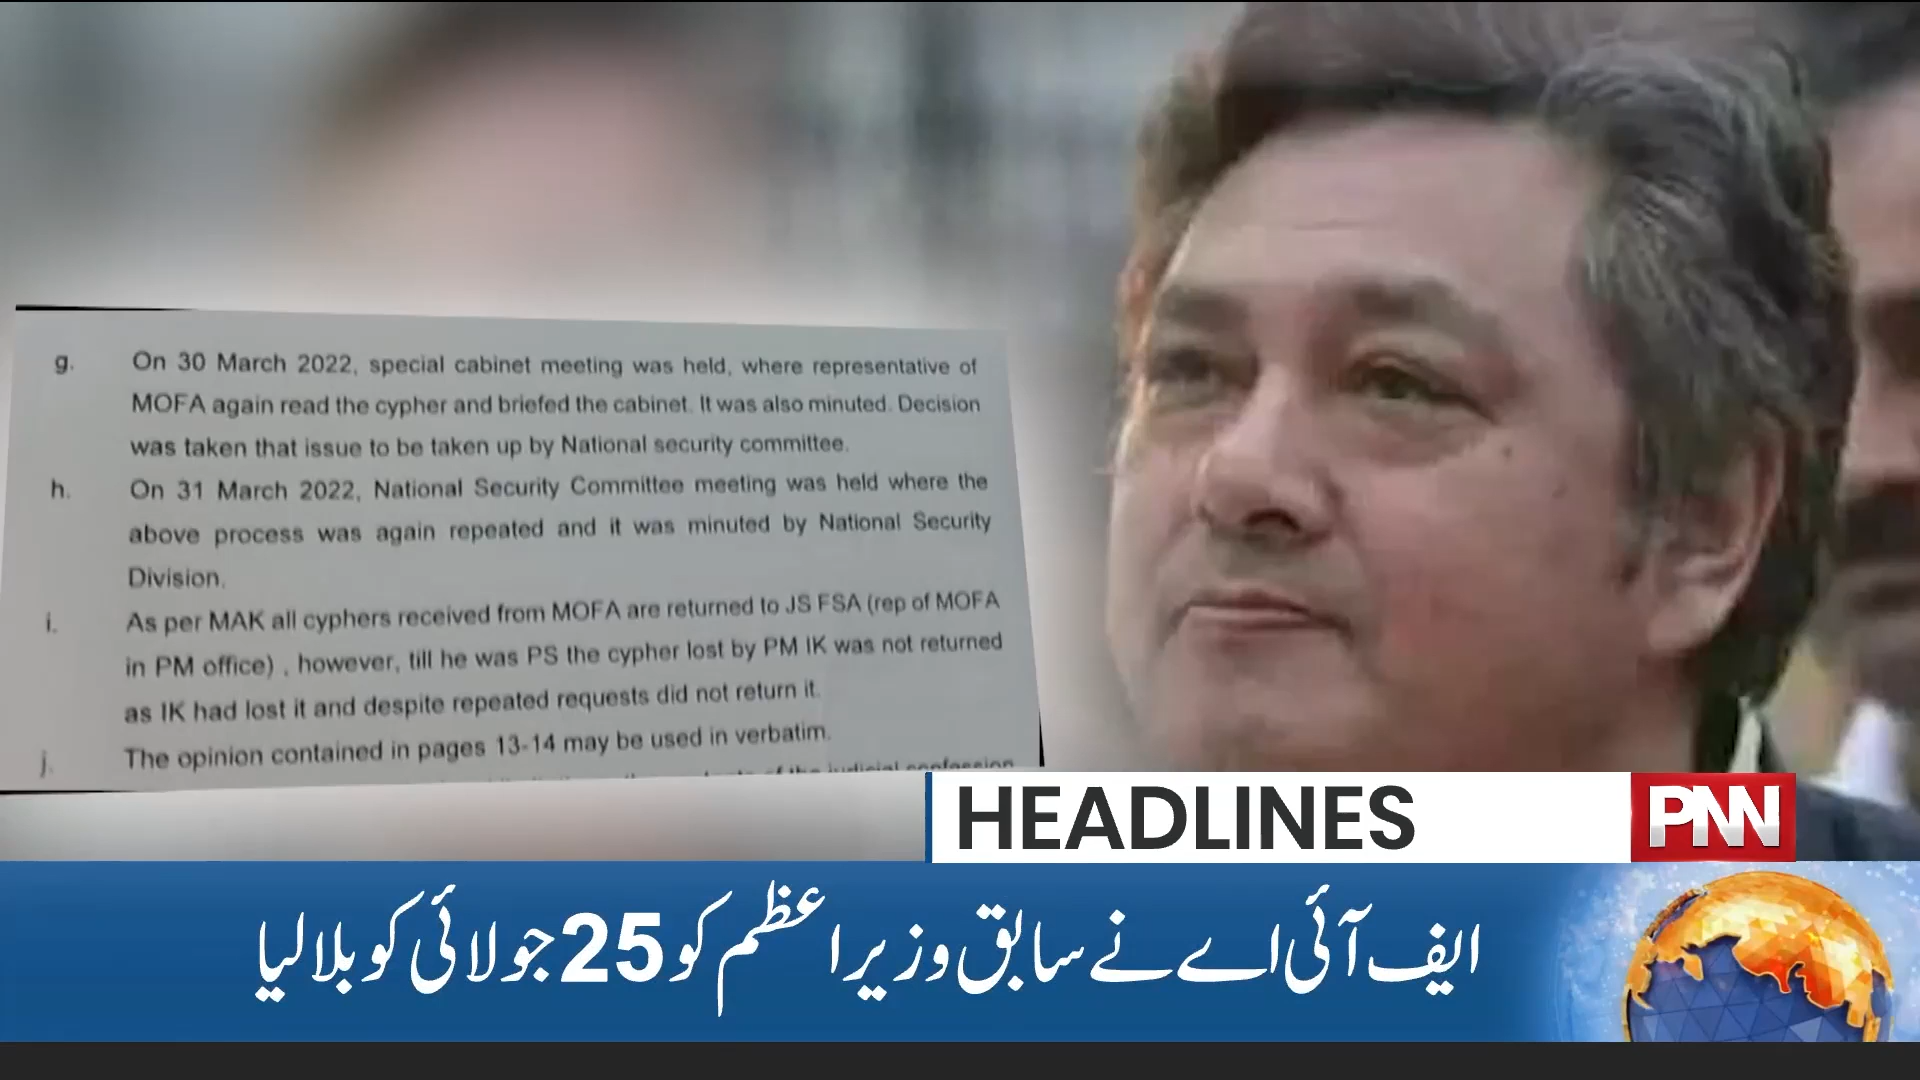 g. On 30 March 2022, special cabinet meeting was held, where representative of
MOFA again read the cypher and briefed the cabinet. It was also minuted. Decision
was taken that issue to be taken up by National security committee.
h. On 31 March 2022, National Security Committee meeting was held where the
above process was again repeated and it was minuted by National Security
Division.
i. As per MAK all cyphers received from MOFA are returned to JS FSA (rep of MOFA
in PM office) , however, till he was PS the cypher lost by PM IK was not returned
as IK had lost it and despite repeated requests did not return it.
j. The opinion contained in pages 13-14 may be used in verbatim.
of the judicial confession
HEADLINES
PNN
ایف آئی اے نے سابق وزیراعظم کو 25 جولائی کو بلالیا